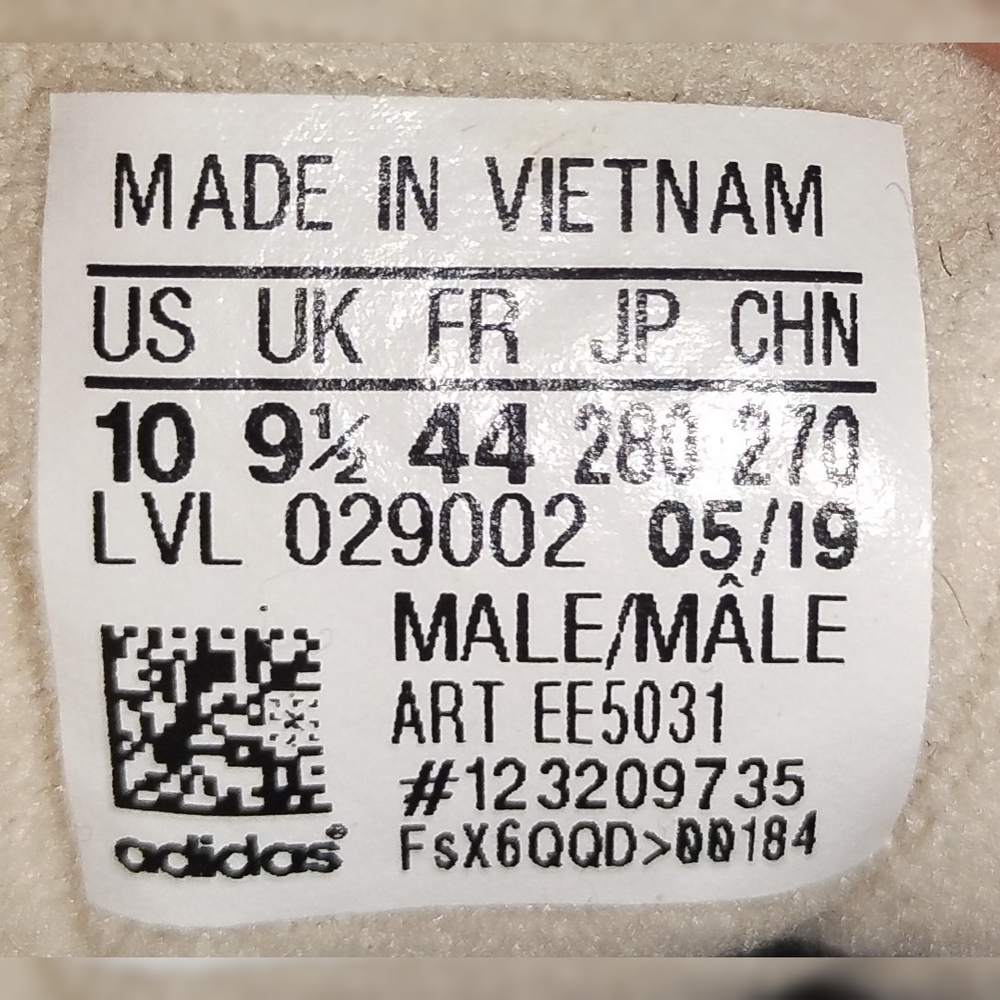 MADE IN VIETNAM
US UK FR JP CHN
10 9½ 44 280 270
LVL 029002 05/19
MALE/MÂLE
ART EE5031
#123209735
adidas®
FsX6QQD>00184